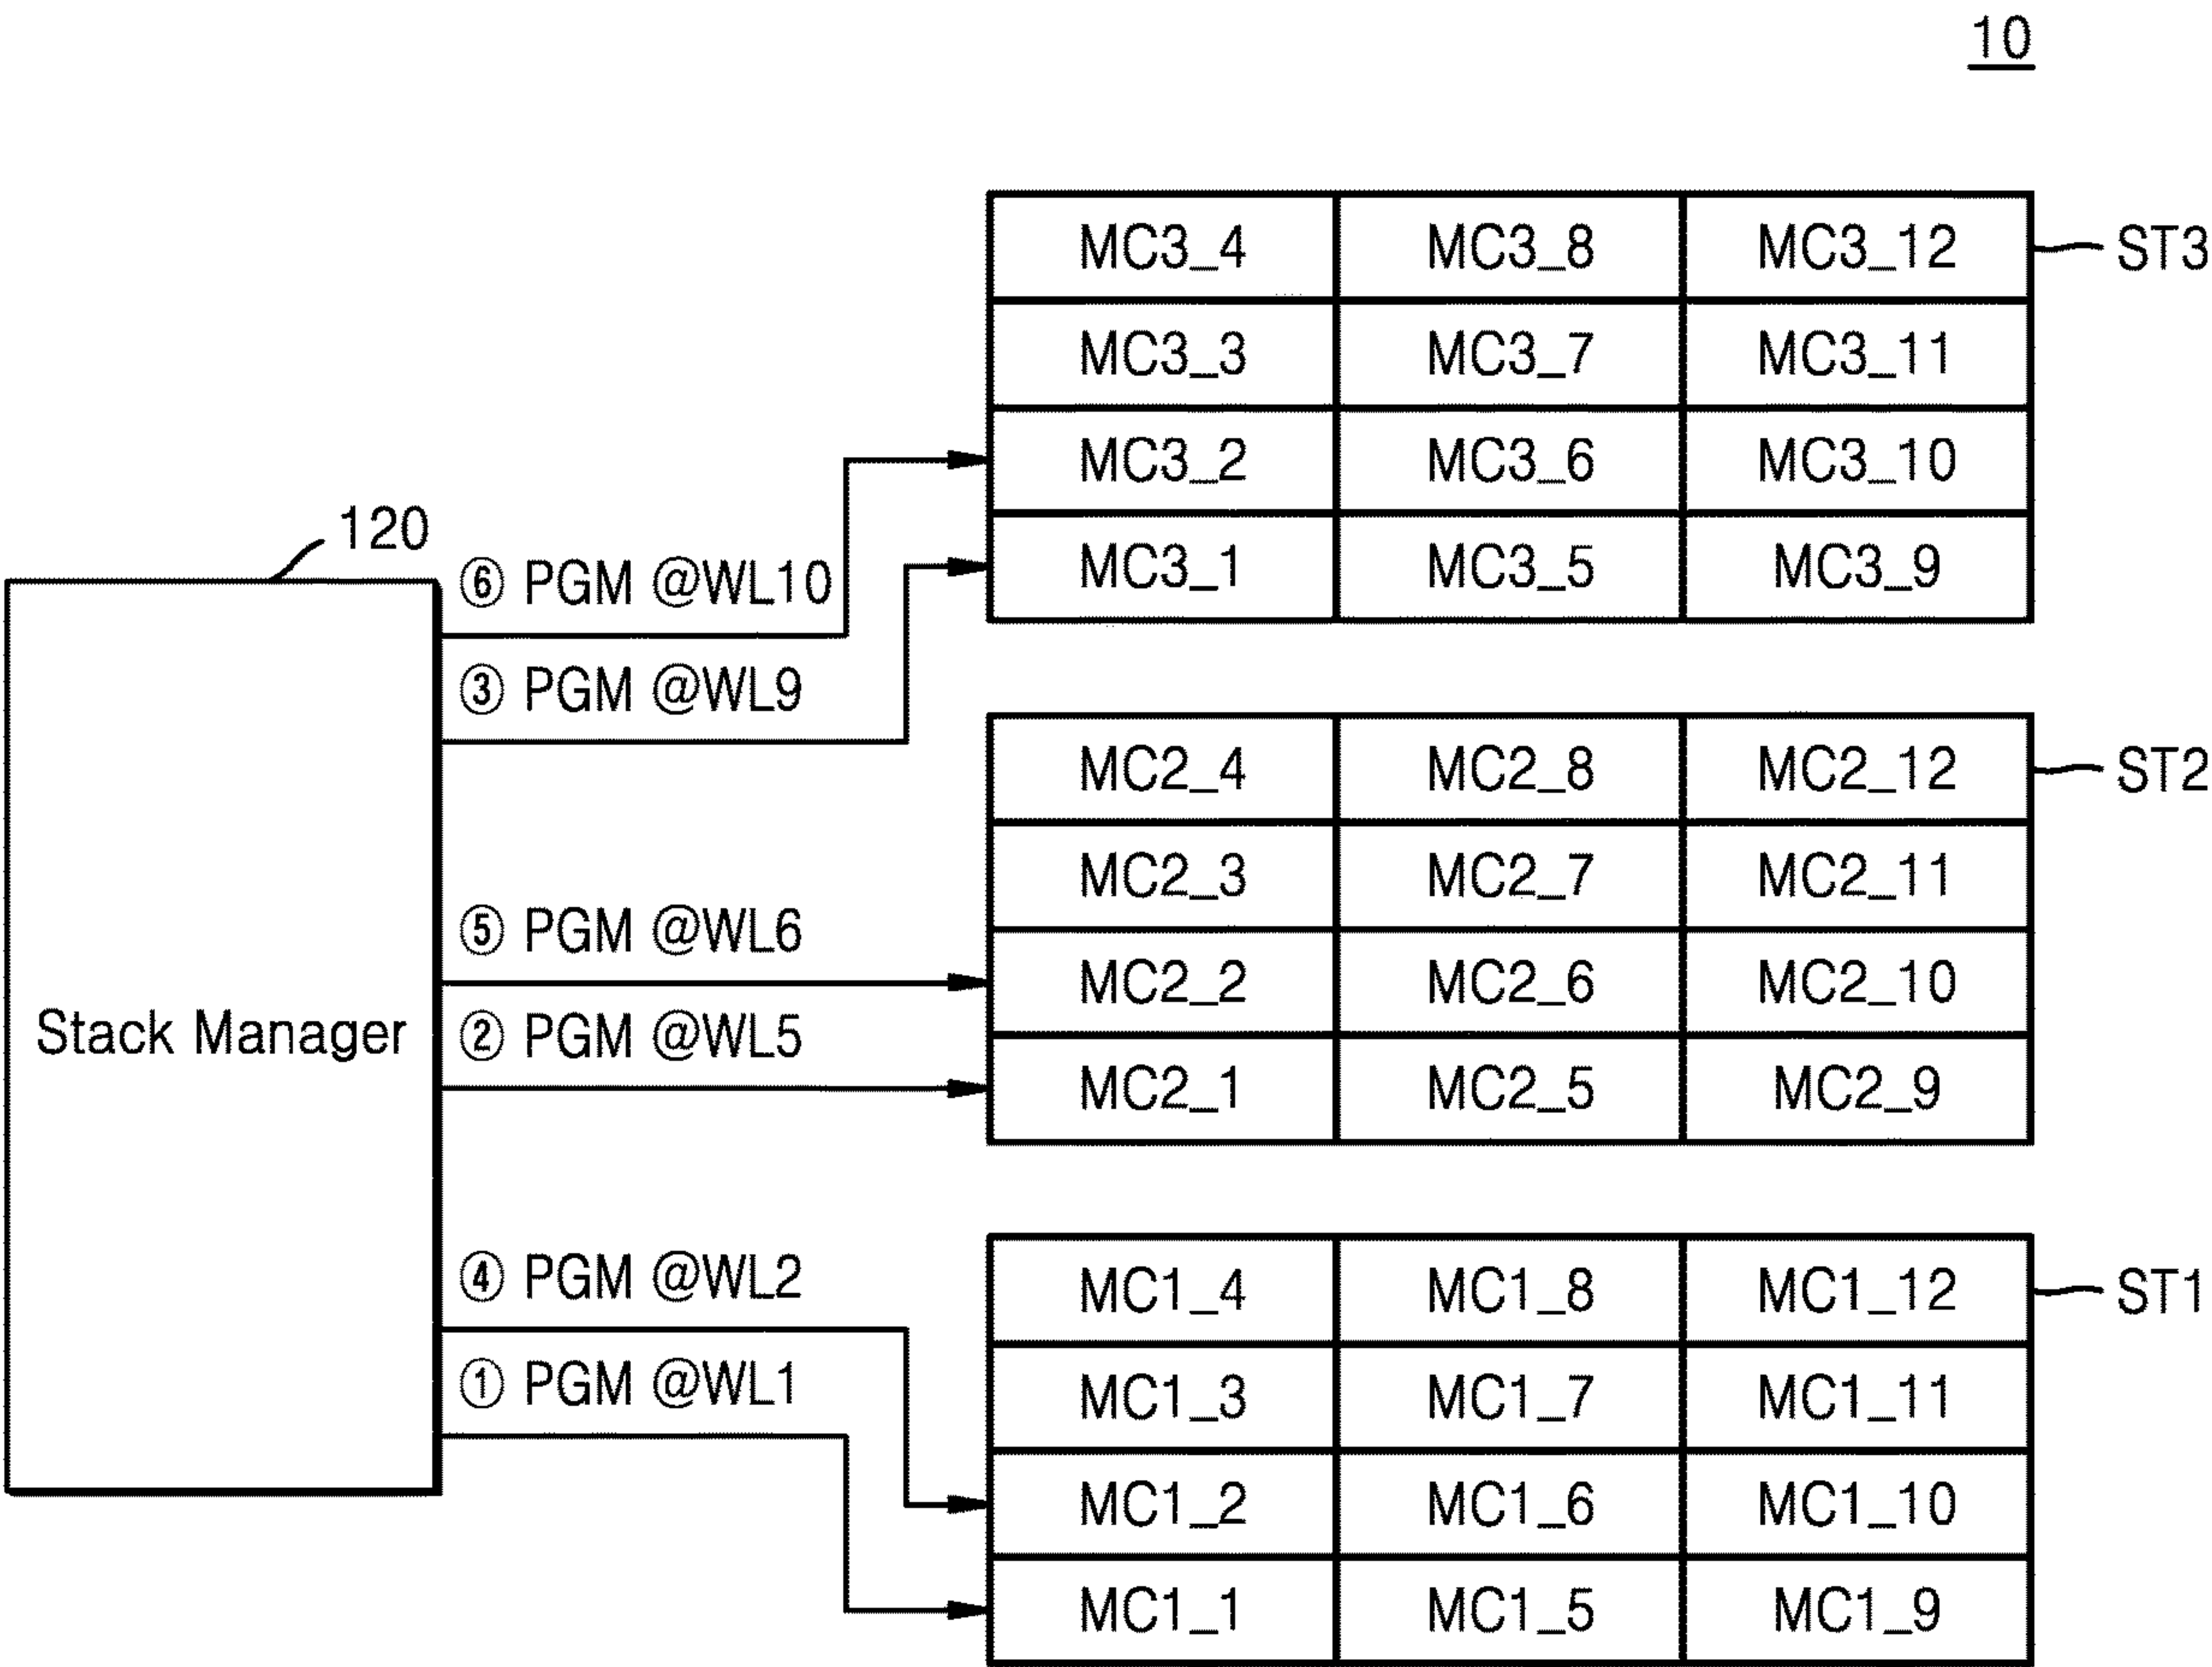 10
MC3_4 MC3_8 MC3_12 ST3
MC3_3 MC3_7 MC3_11
MC3_2 MC3_6 MC3_10
120
⑥ PGM @WL10
MC3_1 MC3_5 MC3_9
③ PGM @WL9
MC2_4 MC2_8 MC2_12 ST2
MC2_3 MC2_7 MC2_11
⑤ PGM @WL6
MC2_2 MC2_6 MC2_10
Stack Manager
② PGM @WL5
MC2_1 MC2_5 MC2_9
④ PGM @WL2
MC1_4 MC1_8 MC1_12 ST1
① PGM @WL1
MC1_3 MC1_7 MC1_11
MC1_2 MC1_6 MC1_10
MC1_1 MC1_5 MC1_9